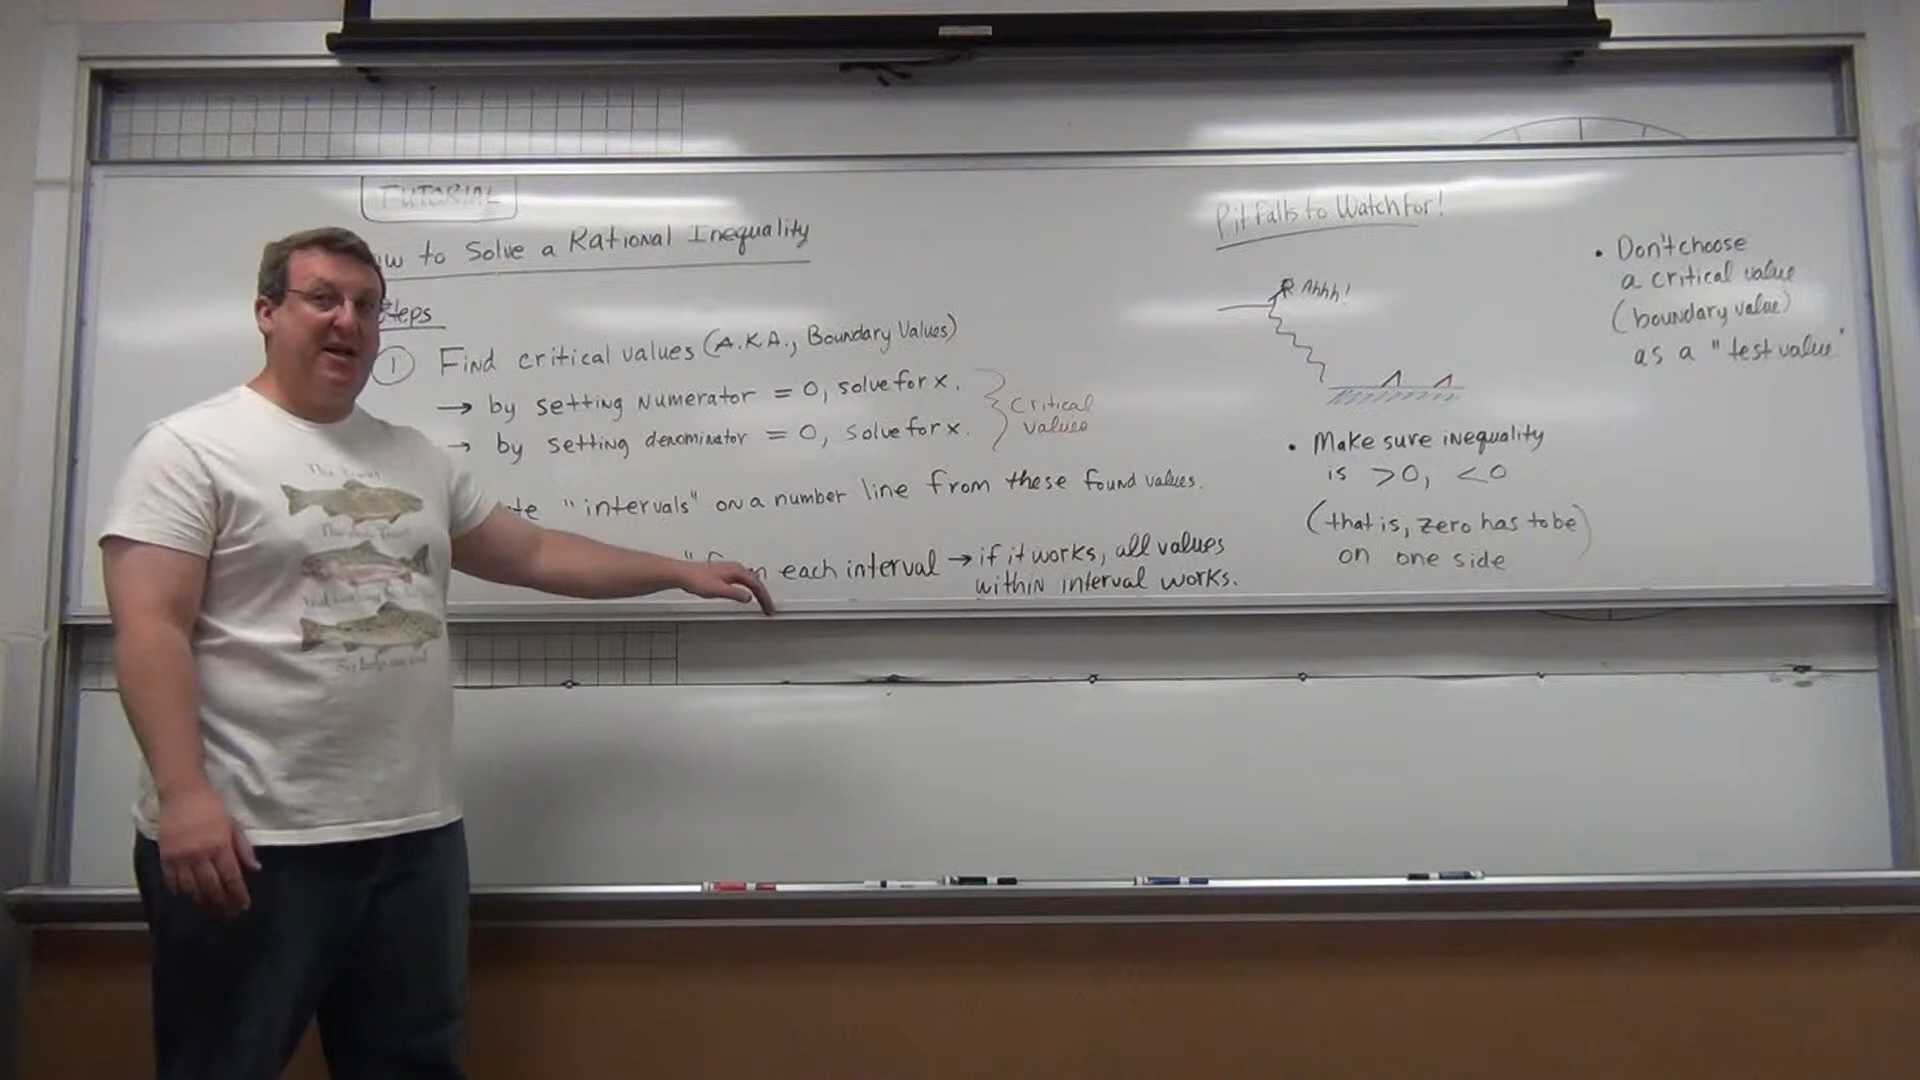 TUTORIAL
How to Solve a Rational Inequality
Steps
1 Find critical values (A.K.A., Boundary Values)
→ by setting numerator = 0, solve for x.
→ by setting denominator = 0, solve for x.
critical
values
"intervals" on a number line from these found values.
each interval → if it works, all values
within interval works.
Pitfalls to Watch for!
Ahhh!
• Make sure inequality
is >0, <0
(that is, zero has to be)
on one side
• Don't choose
a critical value
(boundary value)
as a "test value"